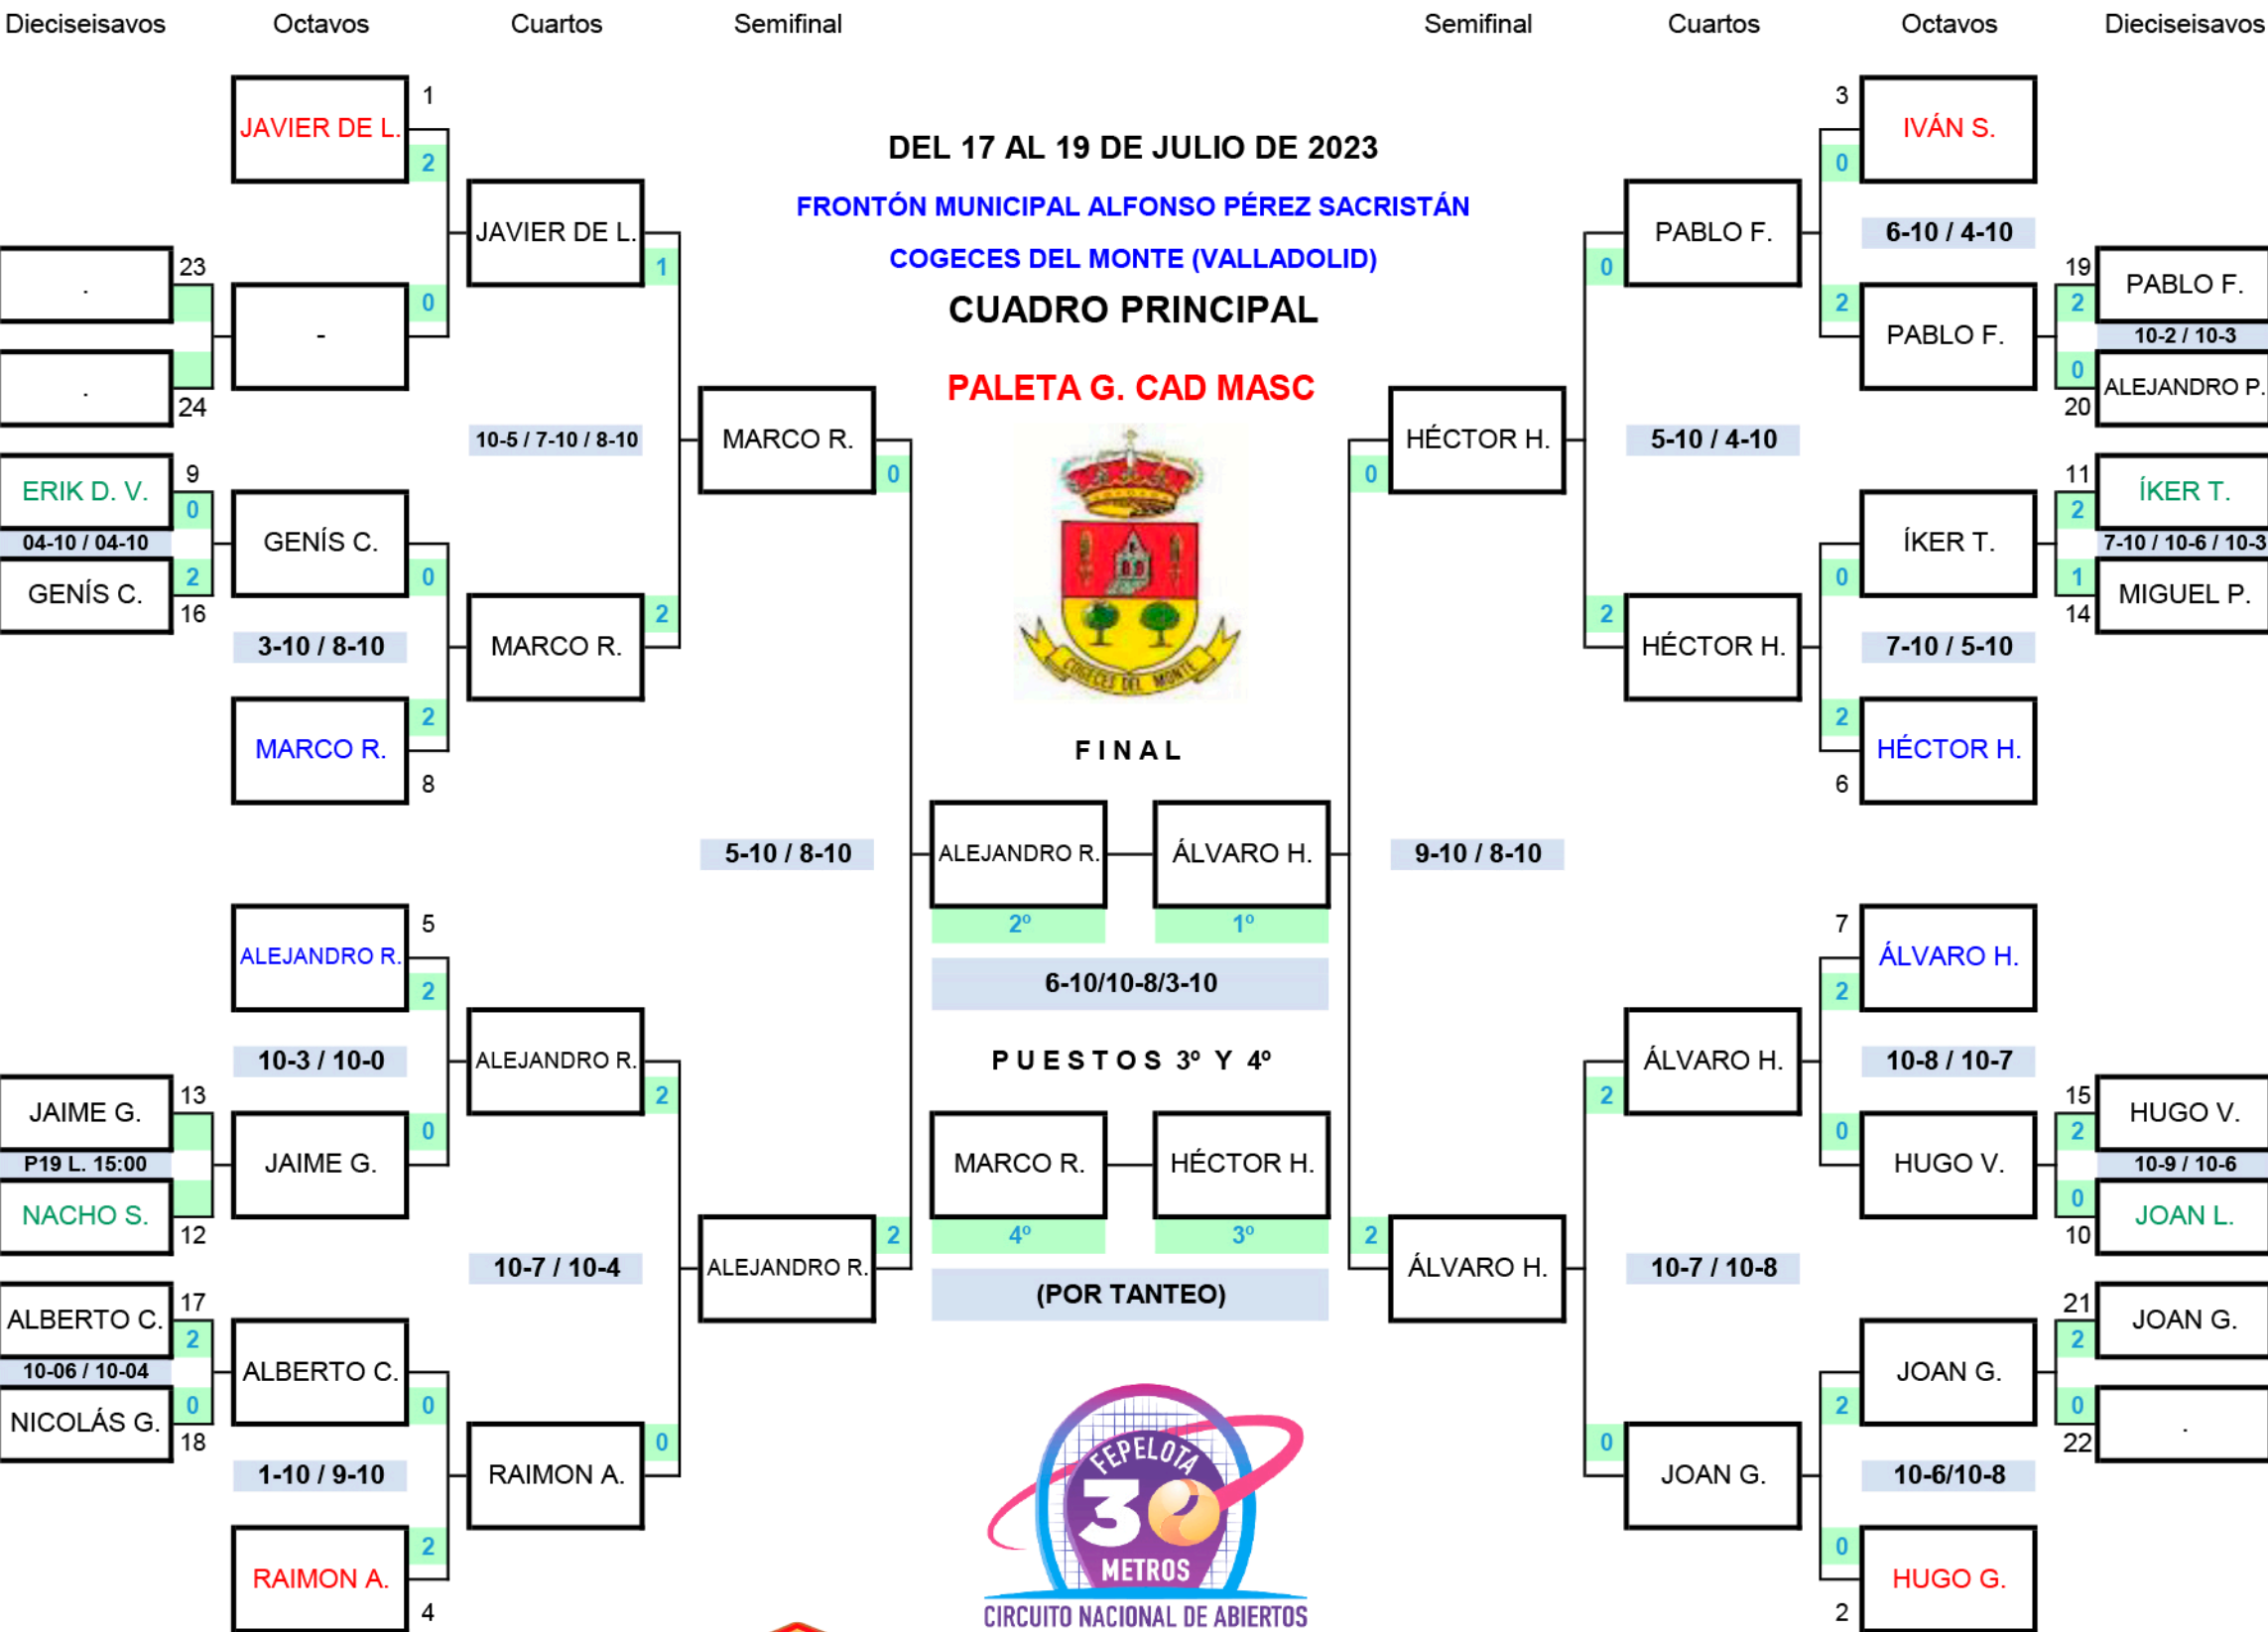 Dieciseisavos Octavos Cuartos Semifinal Semifinal Cuartos Octavos Dieciseisavos
1
JAVIER DE L.
2
JAVIER DE L.
1
23
.
0
-
.
24
10-5 / 7-10 / 8-10
MARCO R.
0
9
ERIK D. V.
0
04-10 / 04-10
GENÍS C.
2
16
GENÍS C.
0
3-10 / 8-10
MARCO R.
2
2
MARCO R.
8
5-10 / 8-10
5
ALEJANDRO R.
2
10-3 / 10-0
ALEJANDRO R.
2
13
JAIME G.
P19 L. 15:00
NACHO S.
12
0
JAIME G.
10-7 / 10-4
ALEJANDRO R.
2
17
ALBERTO C.
2
10-06 / 10-04
NICOLÁS G.
0
18
ALBERTO C.
0
1-10 / 9-10
RAIMON A.
0
2
RAIMON A.
4
DEL 17 AL 19 DE JULIO DE 2023
FRONTÓN MUNICIPAL ALFONSO PÉREZ SACRISTÁN
COGECES DEL MONTE (VALLADOLID)
CUADRO PRINCIPAL
PALETA G. CAD MASC
COGECES DEL MONTE
FINAL
ALEJANDRO R. ÁLVARO H.
2º 1º
6-10/10-8/3-10
PUESTOS 3º Y 4º
MARCO R. HÉCTOR H.
4º 3º
(POR TANTEO)
FEPELOTA
30
METROS
CIRCUITO NACIONAL DE ABIERTOS
3
IVÁN S.
0
6-10 / 4-10
PABLO F.
0
2
PABLO F.
19
PABLO F.
2
10-2 / 10-3
0
ALEJANDRO P.
20
HÉCTOR H.
0
5-10 / 4-10
11
ÍKER T.
2
7-10 / 10-6 / 10-3
1
MIGUEL P.
14
ÍKER T.
0
7-10 / 5-10
2
HÉCTOR H.
2
HÉCTOR H.
6
9-10 / 8-10
7
ÁLVARO H.
2
10-8 / 10-7
ÁLVARO H.
2
0
HUGO V.
15
HUGO V.
2
10-9 / 10-6
0
JOAN L.
10
2
ÁLVARO H.
10-7 / 10-8
21
JOAN G.
2
0
.
22
JOAN G.
2
10-6/10-8
0
JOAN G.
0
HUGO G.
2